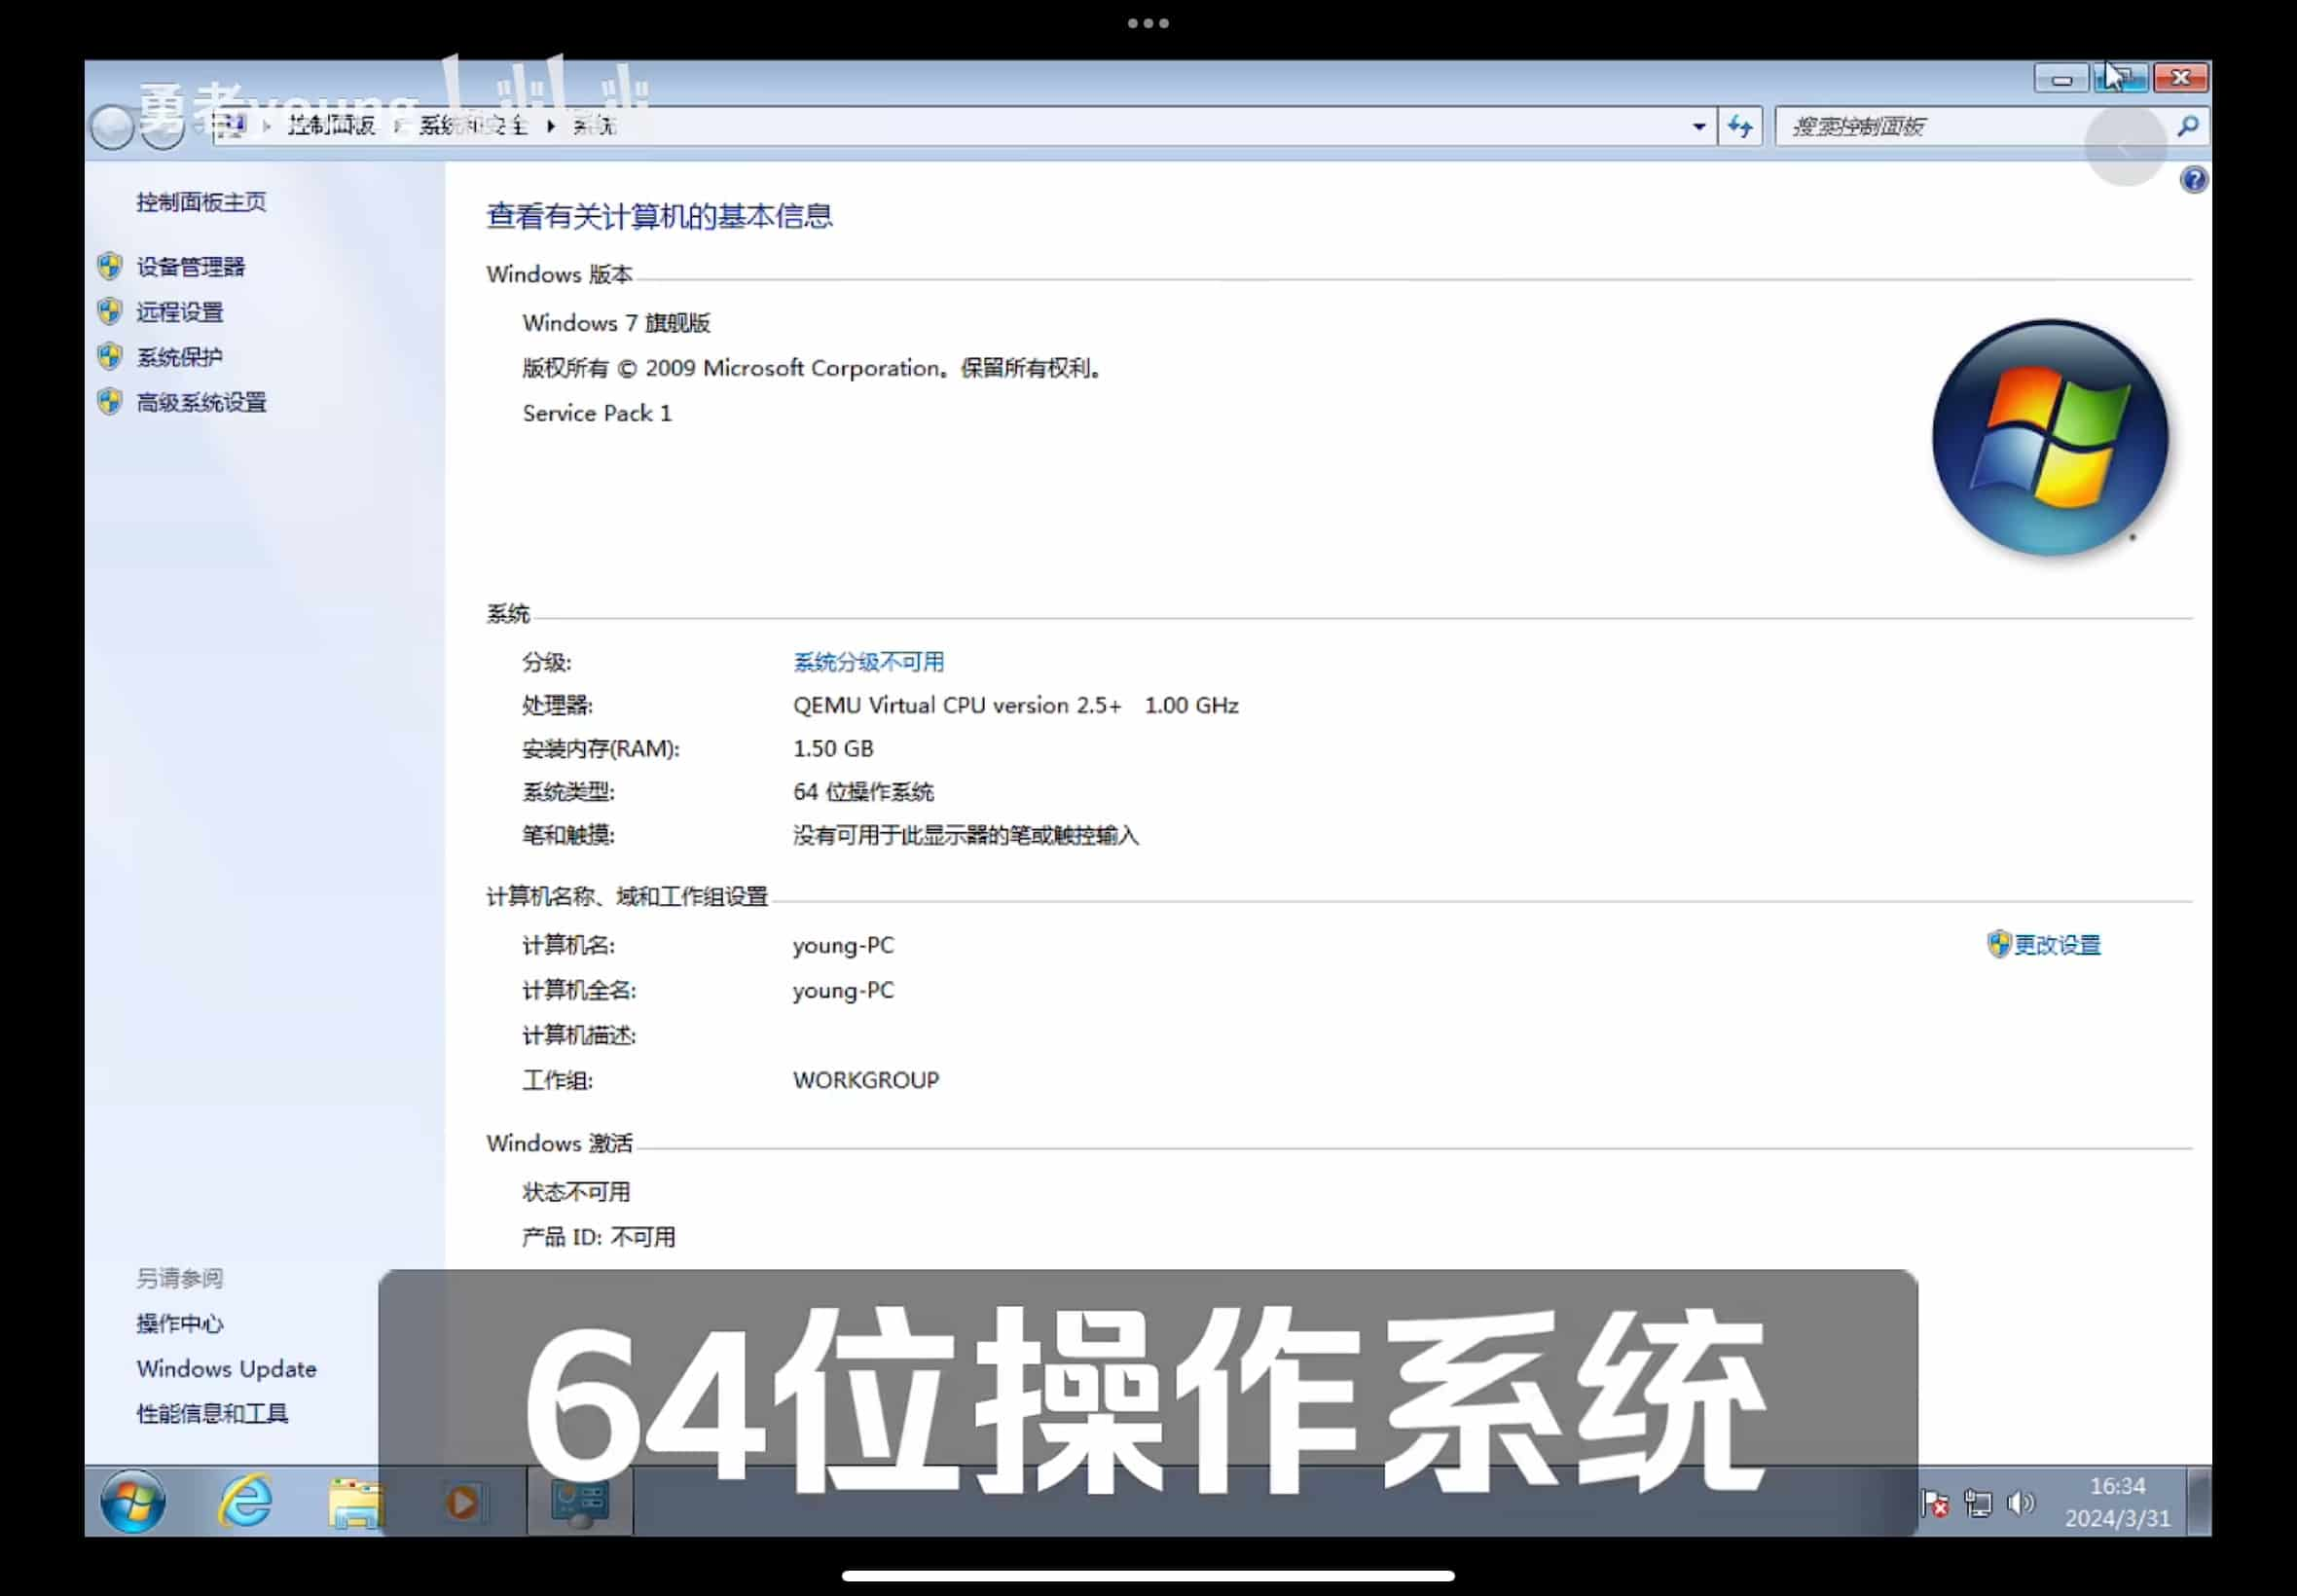 勇者young bilibili
控制面板 ▸ 系统和安全 ▸ 系统
搜索控制面板
控制面板主页
设备管理器
远程设置
系统保护
高级系统设置
查看有关计算机的基本信息
Windows 版本
Windows 7 旗舰版
版权所有 © 2009 Microsoft Corporation。保留所有权利。
Service Pack 1
系统
分级: 系统分级不可用
处理器: QEMU Virtual CPU version 2.5+ 1.00 GHz
安装内存(RAM): 1.50 GB
系统类型: 64 位操作系统
笔和触摸: 没有可用于此显示器的笔或触控输入
计算机名称、域和工作组设置
计算机名: young-PC
更改设置
计算机全名: young-PC
计算机描述:
工作组: WORKGROUP
Windows 激活
状态不可用
产品 ID: 不可用
另请参阅
操作中心
Windows Update
性能信息和工具
64位操作系统
16:34
2024/3/31